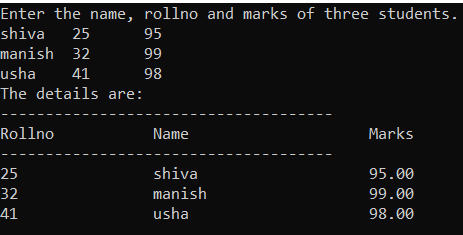 Enter the name, rollno and marks of three students.
shiva   25      95
manish  32      99
usha    41      98
The details are:
-------------------------------------
Rollno           Name                    Marks
-------------------------------------
25               shiva                   95.00
32               manish                  99.00
41               usha                    98.00